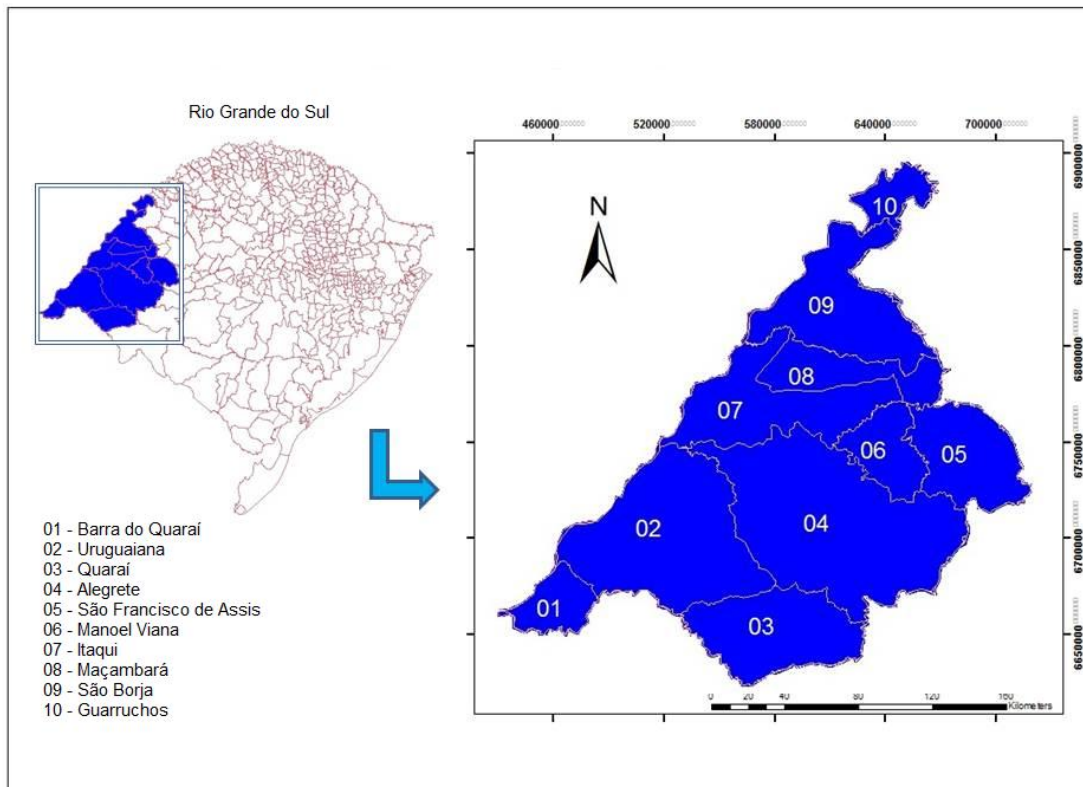 Rio Grande do Sul
01 - Barra do Quaraí
02 - Uruguaiana
03 - Quaraí
04 - Alegrete
05 - São Francisco de Assis
06 - Manoel Viana
07 - Itaqui
08 - Maçambará
09 - São Borja
10 - Guarruchos
460000 520000 580000 640000 700000
6900000
6850000
6800000
6750000
6700000
6650000
N
10
09
08
07
06
05
02
04
01
03
0 20 40 80 120 160
Kilometers